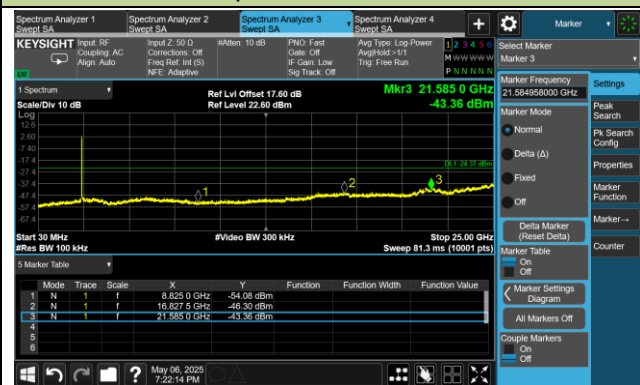 Spectrum Analyzer 1
Swept SA
Spectrum Analyzer 2
Swept SA
Spectrum Analyzer 3
Swept SA
Spectrum Analyzer 4
Swept SA
Marker
KEYSIGHT
Input: RF
Coupling: AC
Align: Auto
Input Z: 50 Ω
Corrections: Off
Freq Ref: Int (S)
NFE: Adaptive
#Atten: 10 dB
PNO: Fast
Gate: Off
IF Gain: Low
Sig Track: Off
Avg Type: Log-Power
Avg|Hold:>1/1
Trig: Free Run
1 2 3 4 5 6
M W W W W W
P N N N N N
LXI
Select Marker
Marker 3
1 Spectrum
Scale/Div 10 dB
Ref Lvl Offset 17.60 dB
Ref Level 22.60 dBm
Mkr3 21.585 0 GHz
-43.36 dBm
Log
12.6
2.60
-7.40
-17.4
-27.4
-37.4
-47.4
-57.4
-67.4
DL1 -24.37 dBm
1
2
3
Start 30 MHz
#Res BW 100 kHz
#Video BW 300 kHz
Stop 25.00 GHz
Sweep 81.3 ms (10001 pts)
5 Marker Table
Mode Trace Scale X Y Function Function Width Function Value
1 N 1 f 8.825 0 GHz -54.08 dBm
2 N 1 f 16.827 5 GHz -46.30 dBm
3 N 1 f 21.585 0 GHz -43.36 dBm
4
5
6
Marker Frequency
21.584958000 GHz
Marker Mode
Normal
Delta (Δ)
Fixed
Off
Delta Marker
(Reset Delta)
Marker Table
On
Off
Marker Settings
Diagram
All Markers Off
Couple Markers
On
Off
Settings
Peak
Search
Pk Search
Config
Properties
Marker
Function
Marker→
Counter
?
May 06, 2025
7:22:14 PM